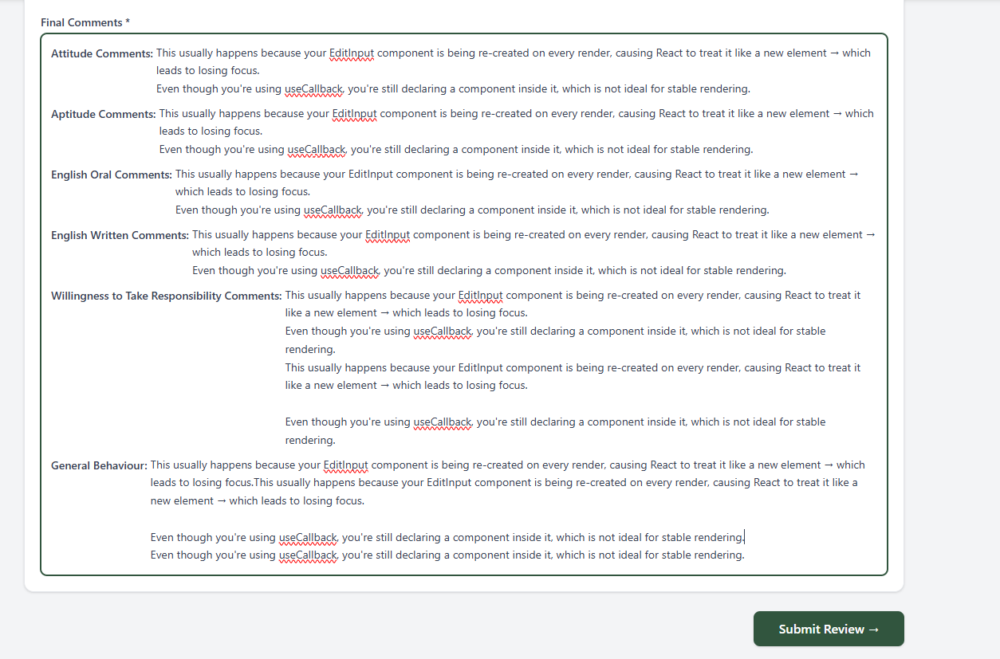 Final Comments *
Attitude Comments: This usually happens because your EditInput component is being re-created on every render, causing React to treat it like a new element → which
leads to losing focus.
Even though you're using useCallback, you're still declaring a component inside it, which is not ideal for stable rendering.
Aptitude Comments: This usually happens because your EditInput component is being re-created on every render, causing React to treat it like a new element → which
leads to losing focus.
Even though you're using useCallback, you're still declaring a component inside it, which is not ideal for stable rendering.
English Oral Comments: This usually happens because your EditInput component is being re-created on every render, causing React to treat it like a new element →
which leads to losing focus.
Even though you're using useCallback, you're still declaring a component inside it, which is not ideal for stable rendering.
English Written Comments: This usually happens because your EditInput component is being re-created on every render, causing React to treat it like a new element →
which leads to losing focus.
Even though you're using useCallback, you're still declaring a component inside it, which is not ideal for stable rendering.
Willingness to Take Responsibility Comments: This usually happens because your EditInput component is being re-created on every render, causing React to treat it
like a new element → which leads to losing focus.
Even though you're using useCallback, you're still declaring a component inside it, which is not ideal for stable
rendering.
This usually happens because your EditInput component is being re-created on every render, causing React to treat it
like a new element → which leads to losing focus.
Even though you're using useCallback, you're still declaring a component inside it, which is not ideal for stable
rendering.
General Behaviour: This usually happens because your EditInput component is being re-created on every render, causing React to treat it like a new element → which
leads to losing focus.This usually happens because your EditInput component is being re-created on every render, causing React to treat it like a
new element → which leads to losing focus.
Even though you're using useCallback, you're still declaring a component inside it, which is not ideal for stable rendering.
Even though you're using useCallback, you're still declaring a component inside it, which is not ideal for stable rendering.
Submit Review →